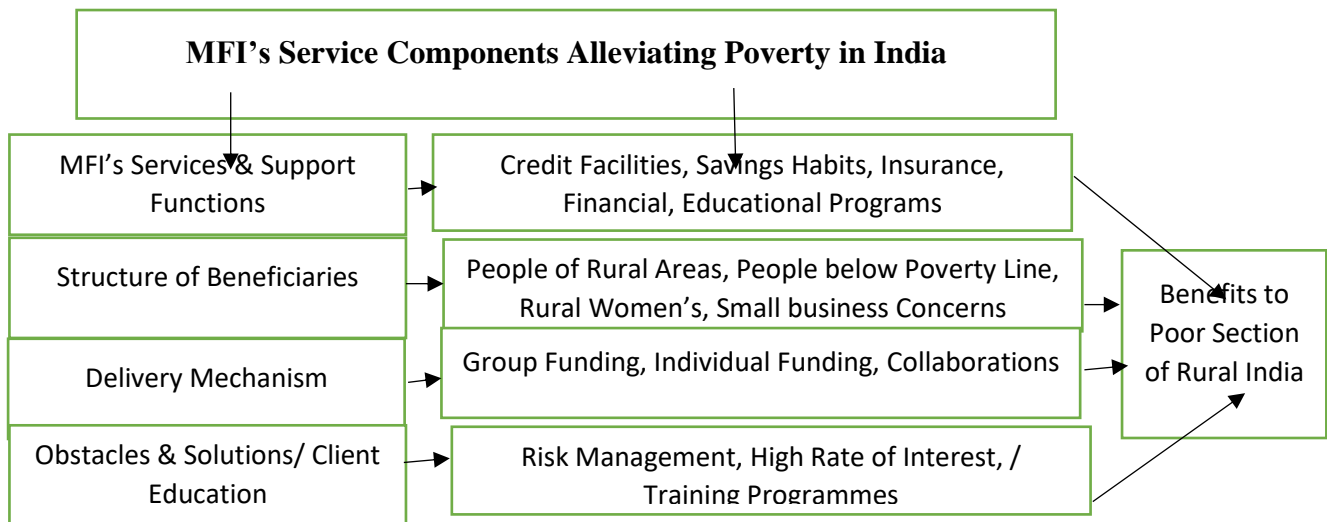 MFI’s Service Components Alleviating Poverty in India
MFI’s Services & Support
Functions
Credit Facilities, Savings Habits, Insurance,
Financial, Educational Programs
Structure of Beneficiaries
People of Rural Areas, People below Poverty Line,
Rural Women’s, Small business Concerns
Delivery Mechanism
Group Funding, Individual Funding, Collaborations
Obstacles & Solutions/ Client
Education
Risk Management, High Rate of Interest, /
Training Programmes
Benefits to
Poor Section
of Rural India